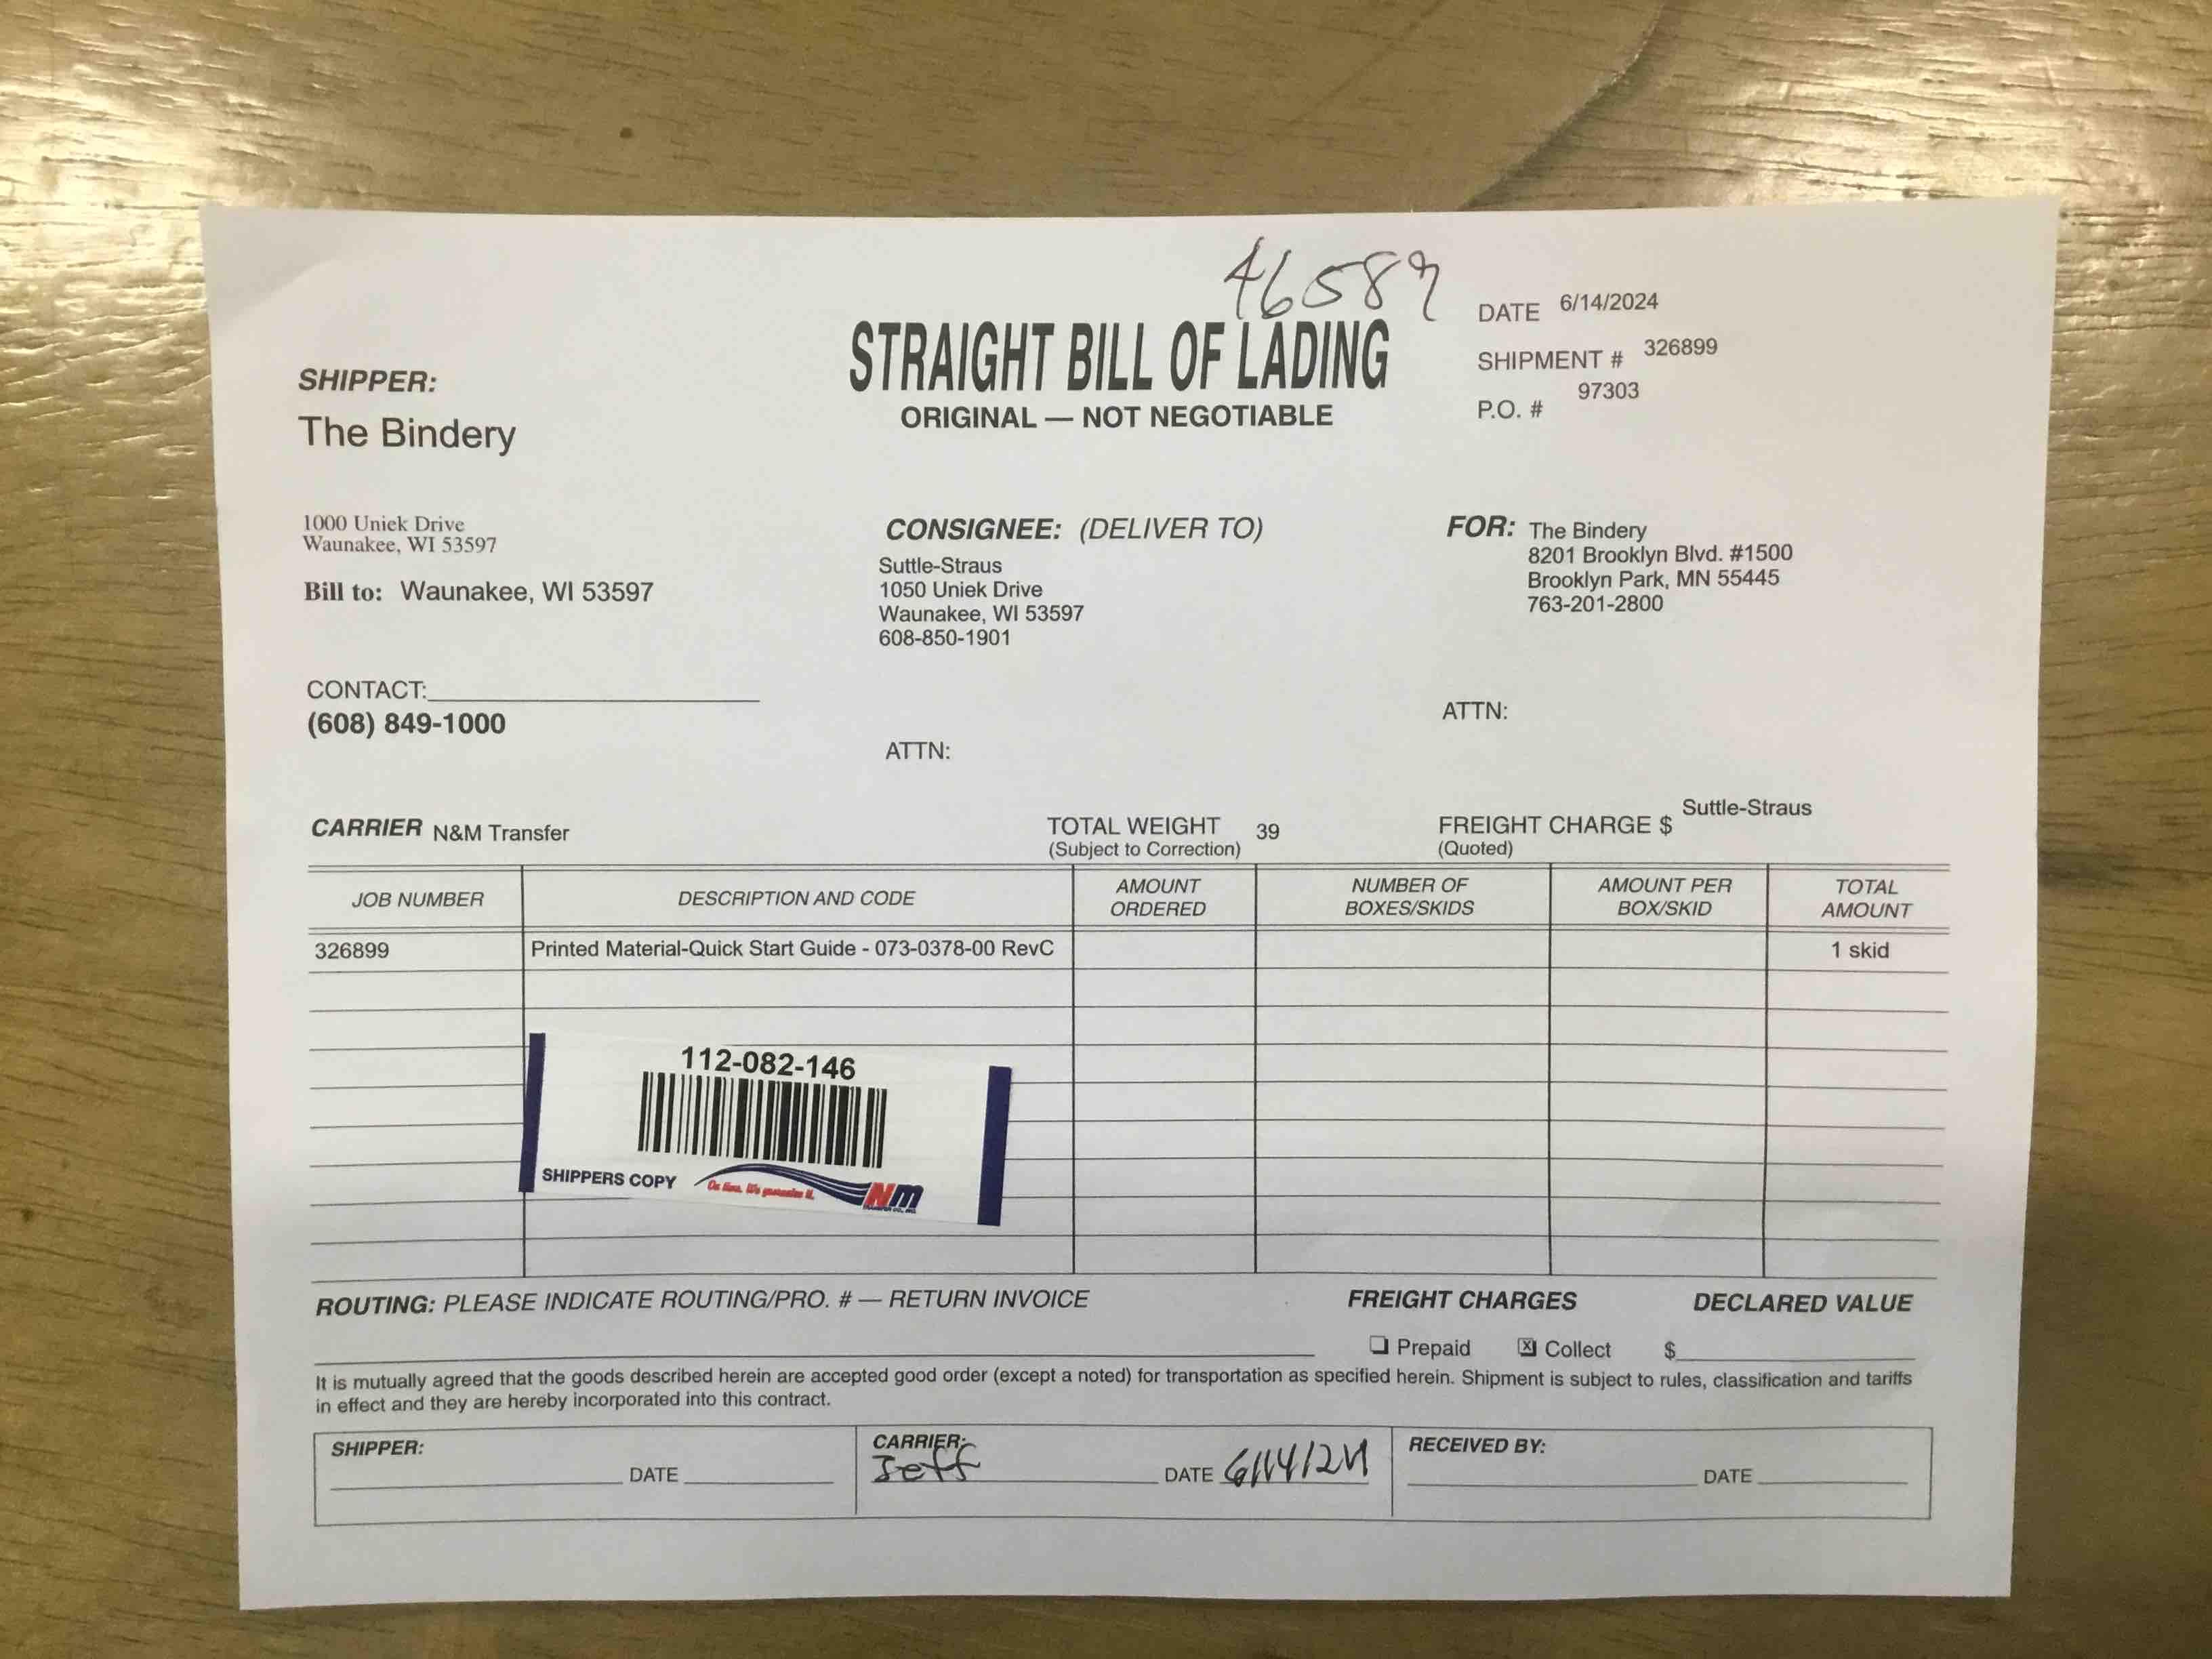 46589
STRAIGHT BILL OF LADING
ORIGINAL — NOT NEGOTIABLE
DATE 6/14/2024
SHIPMENT # 326899
P.O. # 97303
SHIPPER:
The Bindery
1000 Uniek Drive
Waunakee, WI 53597
Bill to: Waunakee, WI 53597
CONTACT:
(608) 849-1000
CONSIGNEE: (DELIVER TO)
Suttle-Straus
1050 Uniek Drive
Waunakee, WI 53597
608-850-1901
ATTN:
FOR: The Bindery
8201 Brooklyn Blvd. #1500
Brooklyn Park, MN 55445
763-201-2800
ATTN:
CARRIER N&M Transfer
TOTAL WEIGHT 39
(Subject to Correction)
FREIGHT CHARGE $ Suttle-Straus
(Quoted)
JOB NUMBER DESCRIPTION AND CODE AMOUNT ORDERED NUMBER OF BOXES/SKIDS AMOUNT PER BOX/SKID TOTAL AMOUNT
326899 Printed Material-Quick Start Guide - 073-0378-00 RevC 1 skid
112-082-146
SHIPPERS COPY On time. We guarantee it. NM
TRANSFER CO., INC.
ROUTING: PLEASE INDICATE ROUTING/PRO. # — RETURN INVOICE
FREIGHT CHARGES DECLARED VALUE
Prepaid Collect $
It is mutually agreed that the goods described herein are accepted good order (except a noted) for transportation as specified herein. Shipment is subject to rules, classification and tariffs
in effect and they are hereby incorporated into this contract.
SHIPPER:
DATE
CARRIER:
Jeff DATE 6/14/24
RECEIVED BY:
DATE